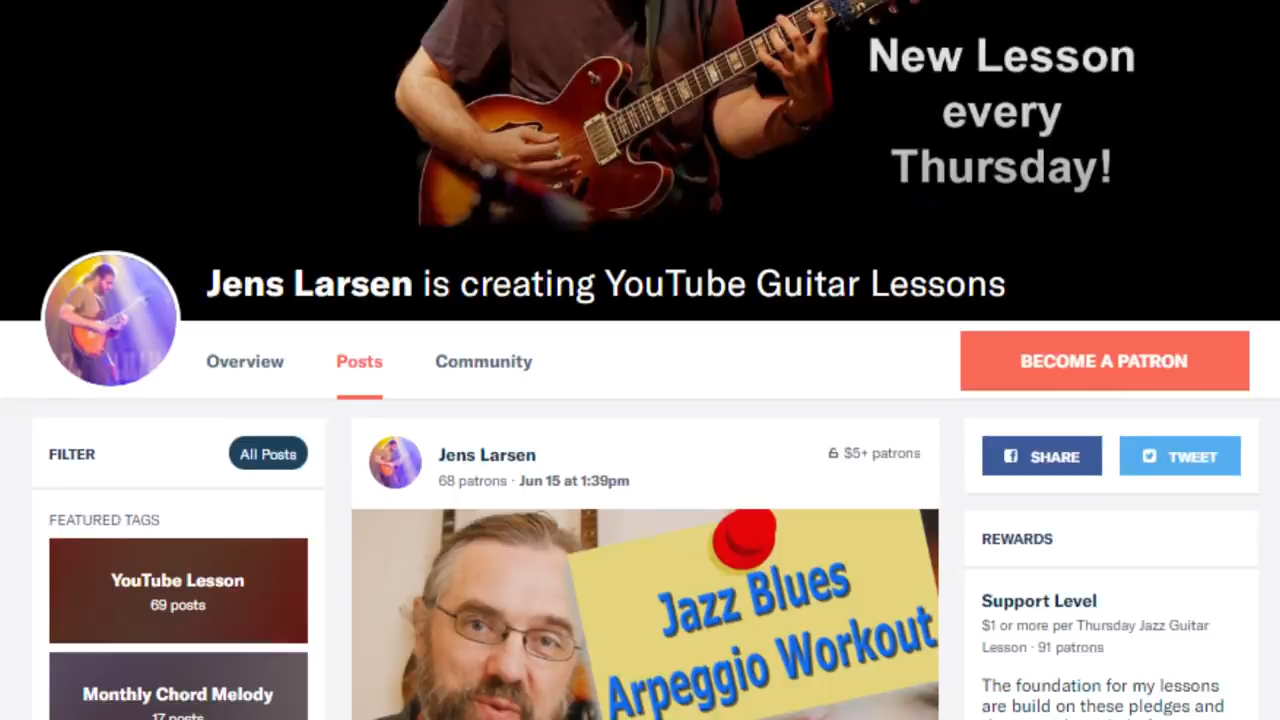 New Lesson
every
Thursday!
Jens Larsen is creating YouTube Guitar Lessons
Overview
Posts
Community
BECOME A PATRON
FILTER
All Posts
FEATURED TAGS
YouTube Lesson
69 posts
Monthly Chord Melody
17 posts
Jens Larsen
$5+ patrons
68 patrons · Jun 15 at 1:39pm
Jazz Blues
Arpeggio Workout
SHARE
TWEET
REWARDS
Support Level
$1 or more per Thursday Jazz Guitar
Lesson · 91 patrons
The foundation for my lessons
are build on these pledges and